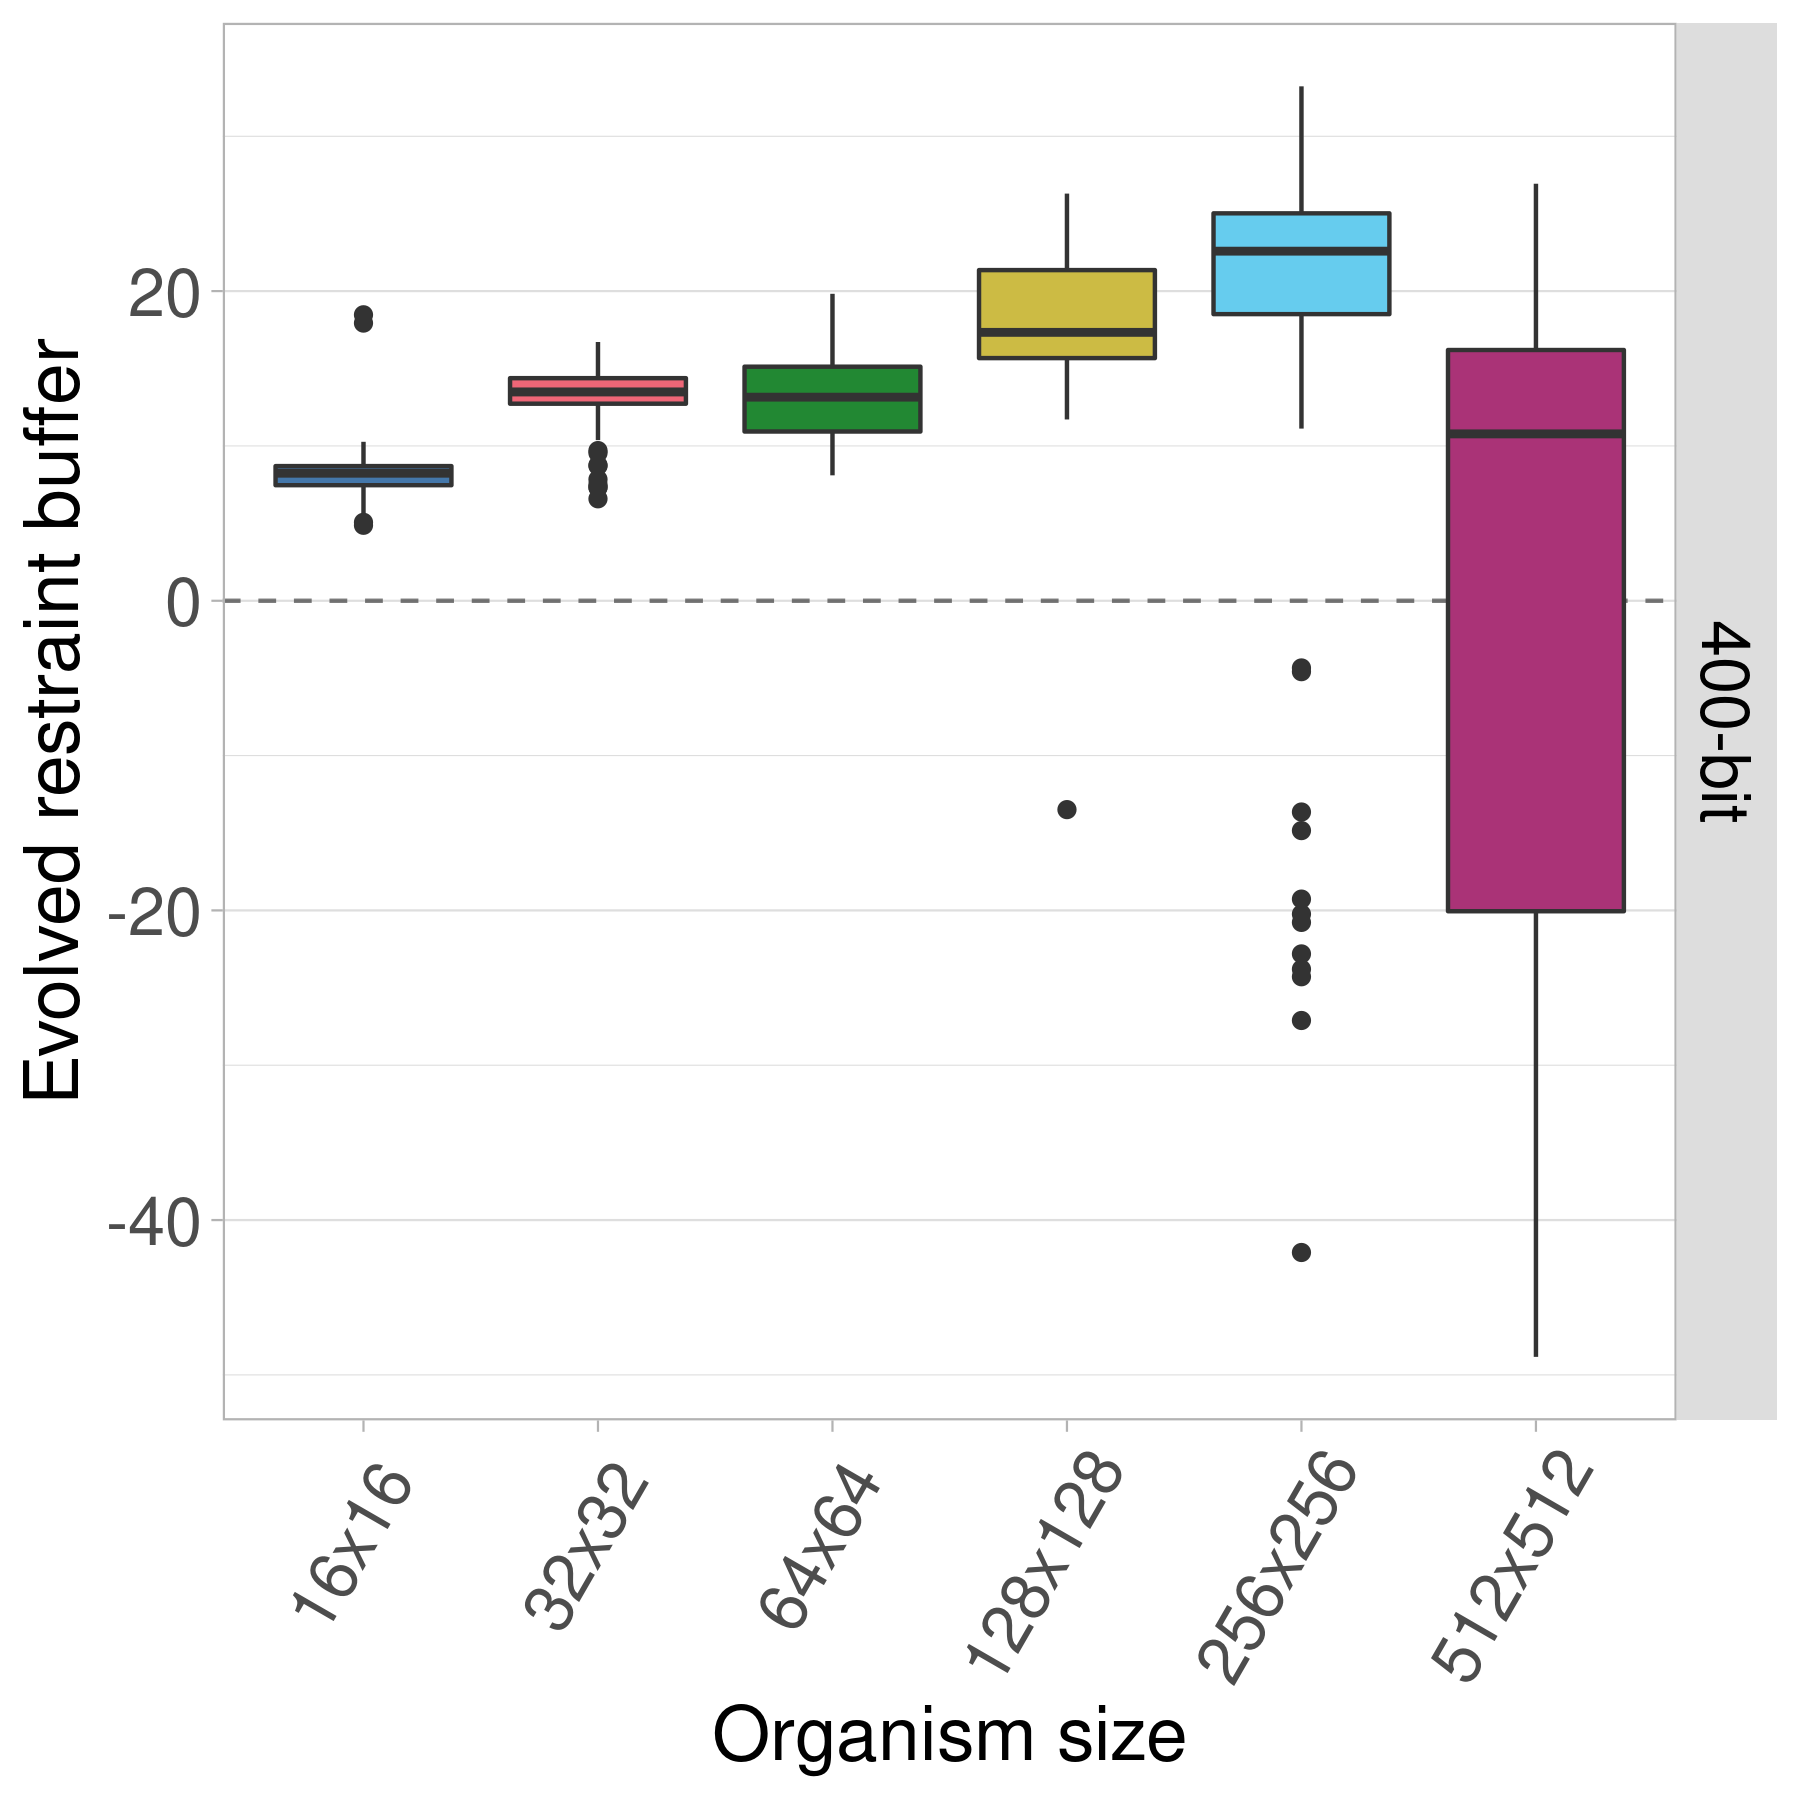 Evolved restraint buffer
20
0
-20
-40
400-bit
16x16
32x32
64x64
128x128
256x256
512x512
Organism size